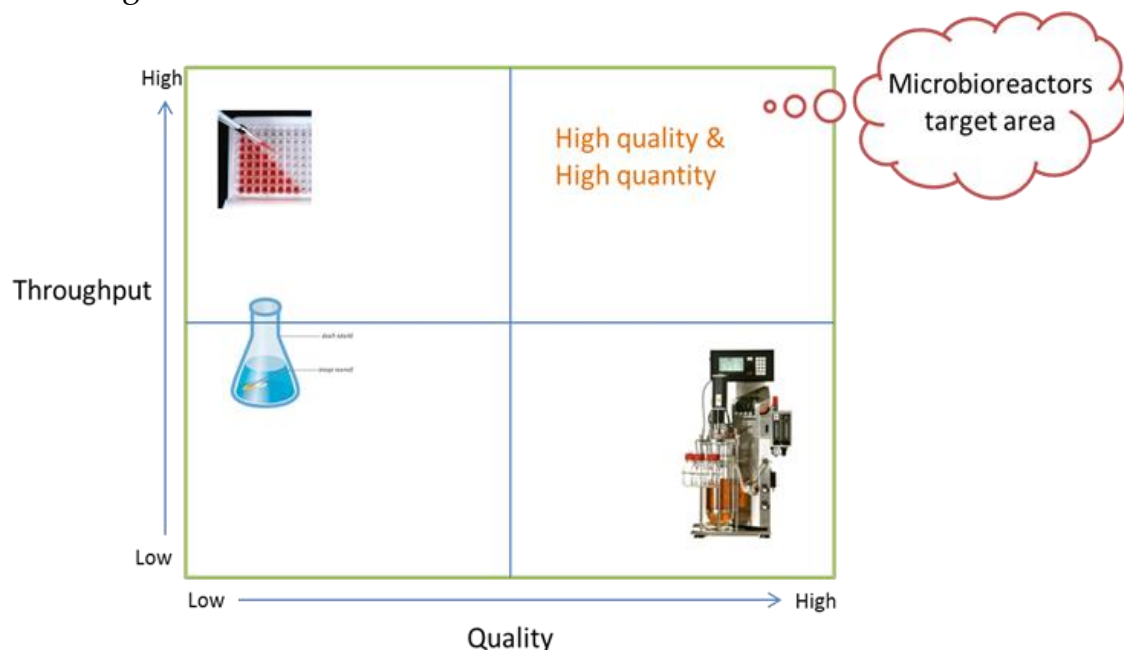 High
Microbioreactors
target area
High quality &
High quantity
Throughput
Low
Low
High
Quality